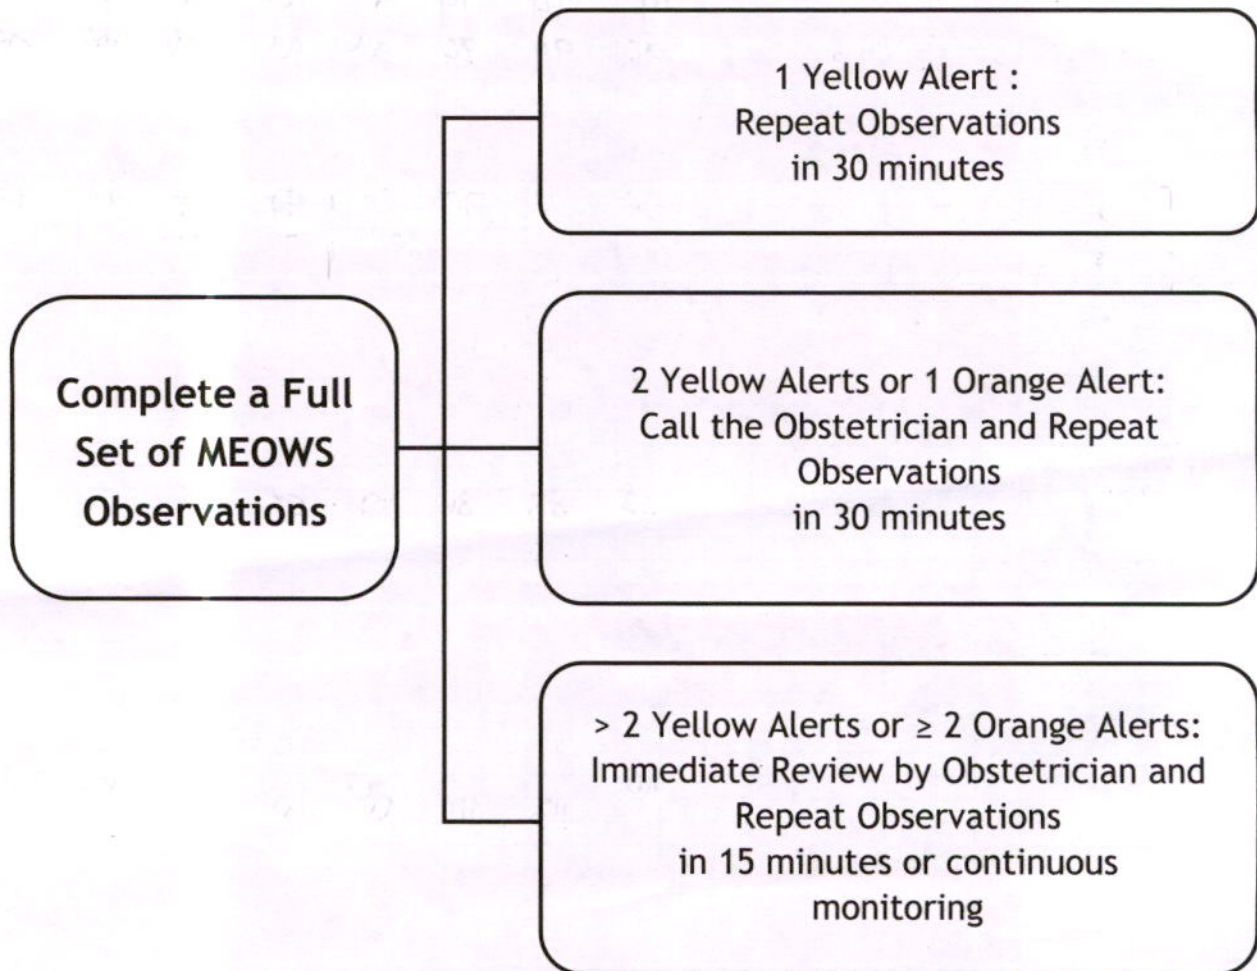 Complete a Full
Set of MEOWS
Observations
1 Yellow Alert :
Repeat Observations
in 30 minutes
2 Yellow Alerts or 1 Orange Alert:
Call the Obstetrician and Repeat
Observations
in 30 minutes
> 2 Yellow Alerts or ≥ 2 Orange Alerts:
Immediate Review by Obstetrician and
Repeat Observations
in 15 minutes or continuous
monitoring